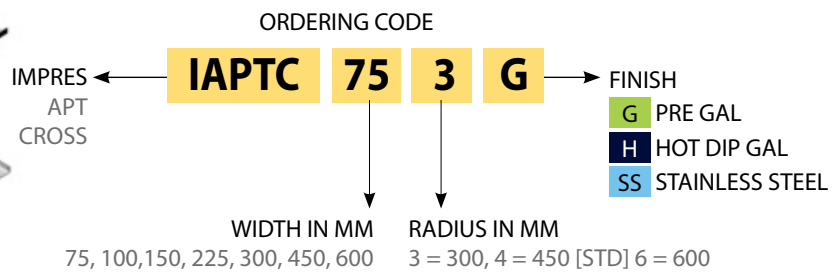 ORDERING CODE
IAPTC 75 3 G
IMPRES
APT
CROSS
FINISH
G PRE GAL
H HOT DIP GAL
SS STAINLESS STEEL
WIDTH IN MM
75, 100,150, 225, 300, 450, 600
RADIUS IN MM
3 = 300, 4 = 450 [STD] 6 = 600